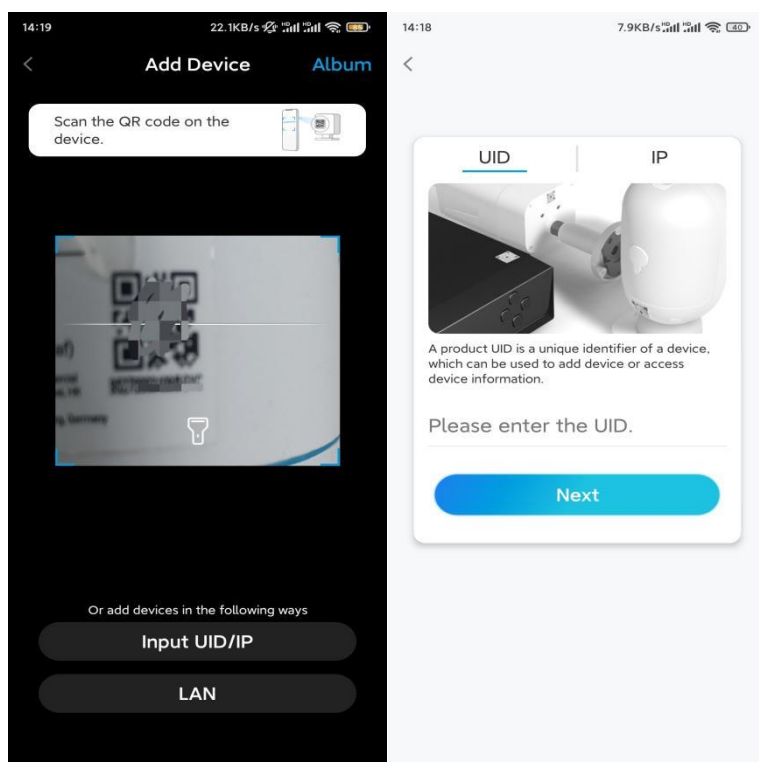 14:19
22.1KB/s
Add Device
Album
Scan the QR code on the
device.
Or add devices in the following ways
Input UID/IP
LAN
14:18
7.9KB/s
40
UID
IP
A product UID is a unique identifier of a device,
which can be used to add device or access
device information.
Please enter the UID.
Next